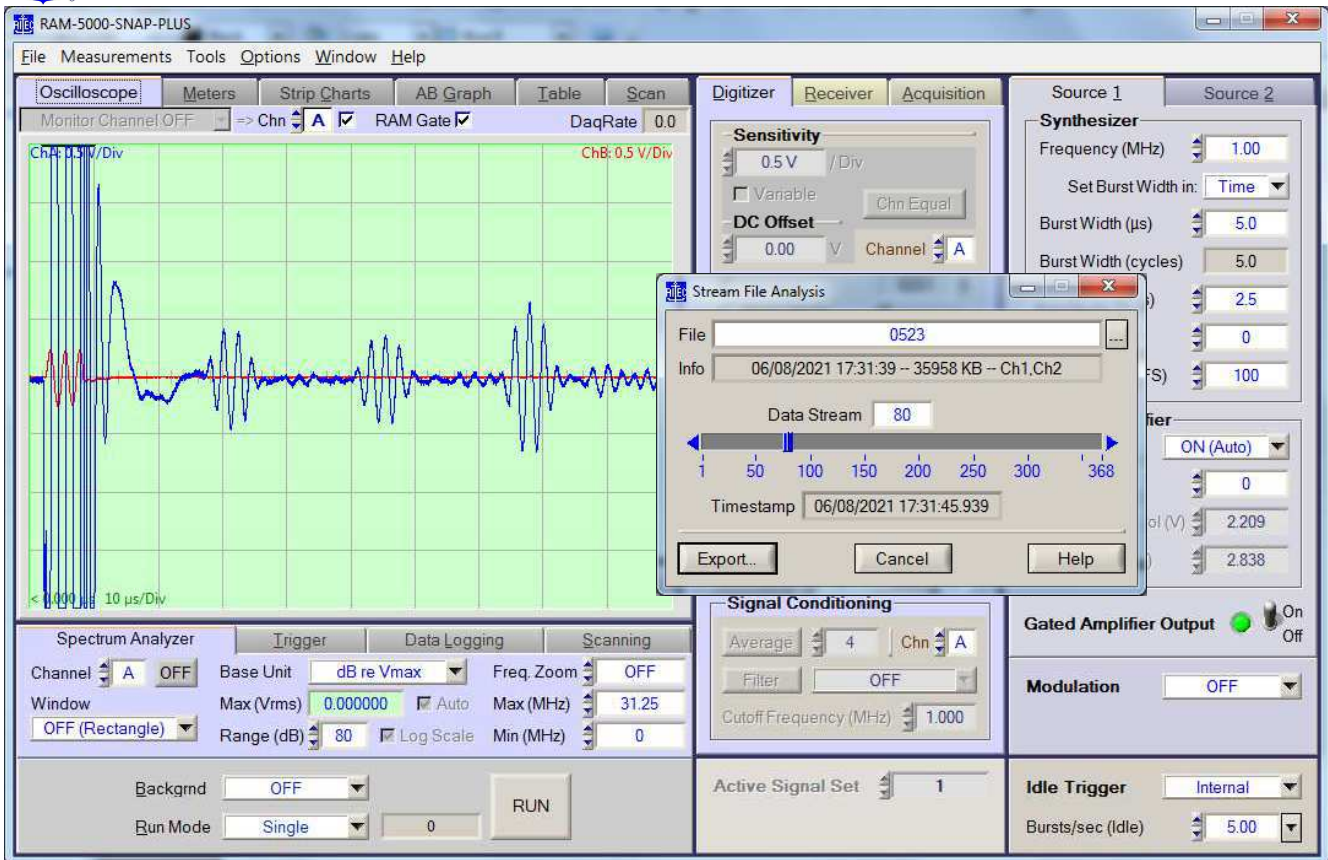 RAM-5000-SNAP-PLUS
File Measurements Tools Options Window Help
Oscilloscope Meters Strip Charts AB Graph Table Scan
Monitor Channel OFF => Chn A RAM Gate DaqRate 0.0
ChA: 0.5 V/Div ChB: 0.5 V/Div
10 µs/Div
Spectrum Analyzer Trigger Data Logging Scanning
Channel A OFF Base Unit dB re Vmax Freq. Zoom OFF
Window Max (Vrms) 0.000000 Auto Max (MHz) 31.25
OFF (Rectangle) Range (dB) 80 Log Scale Min (MHz) 0
Backgrnd OFF
Run Mode Single 0 RUN
Digitizer Receiver Acquisition
Sensitivity
0.5 V / Div
Variable Chn Equal
DC Offset
0.00 V Channel A
Stream File Analysis
File 0523 ...
Info 06/08/2021 17:31:39 -- 35958 KB -- Ch1,Ch2
Data Stream 80
1 50 100 150 200 250 300 368
Timestamp 06/08/2021 17:31:45.939
Export... Cancel Help
Signal Conditioning
Average 4 Chn A
Filter OFF
Cutoff Frequency (MHz) 1.000
Active Signal Set 1
Source 1 Source 2
Synthesizer
Frequency (MHz) 1.00
Set Burst Width in: Time
Burst Width (µs) 5.0
Burst Width (cycles) 5.0
2.5
0
100
ON (Auto)
0
(V) 2.209
2.838
Gated Amplifier Output On
Off
Modulation OFF
Idle Trigger Internal
Bursts/sec (Idle) 5.00